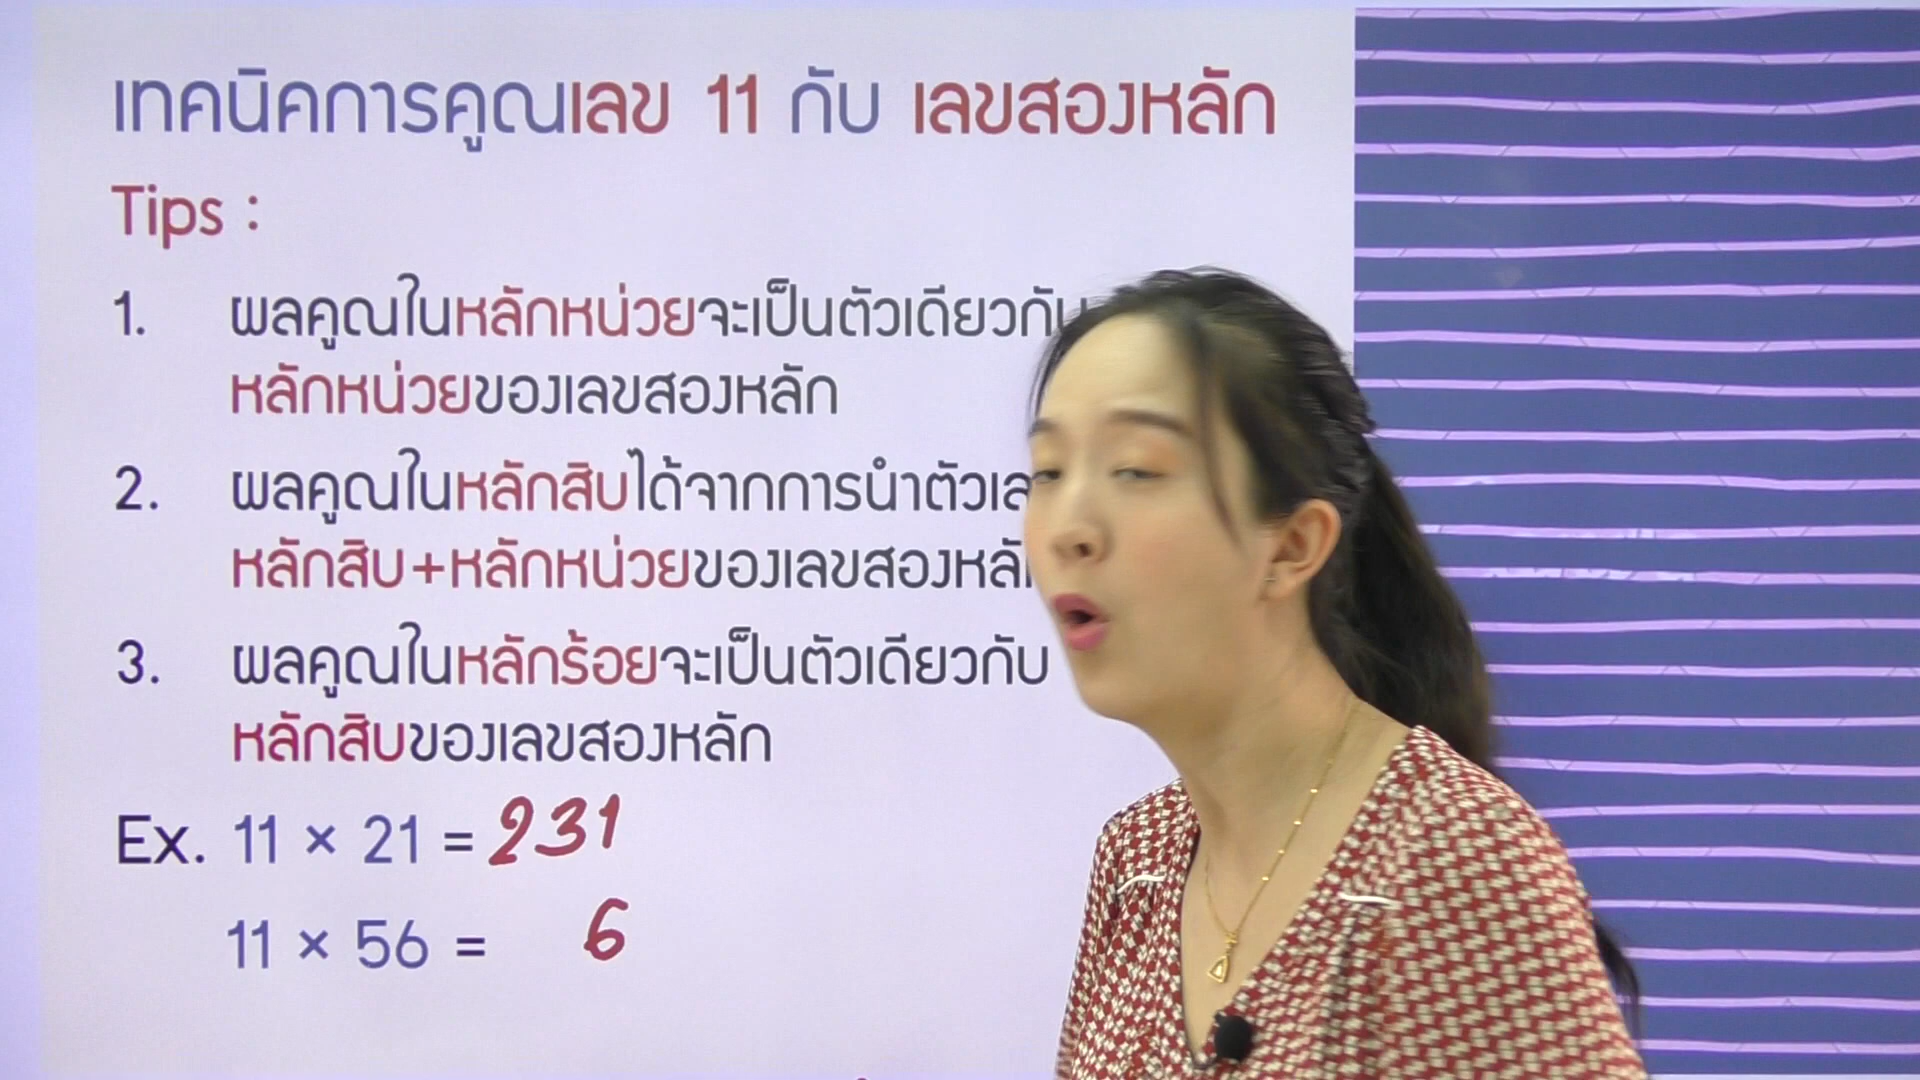 เทคนิคการคูณเลข 11 กับ เลขสองหลัก
Tips :
1. ผลคูณในหลักหน่วยจะเป็นตัวเดียวกับ
หลักหน่วยของเลขสองหลัก
2. ผลคูณในหลักสิบได้จากการนำตัว
หลักสิบ+หลักหน่วยของเลขสองหลัก
3. ผลคูณในหลักร้อยจะเป็นตัวเดียวกับ
หลักสิบของเลขสองหลัก
Ex. 11 × 21 = 231
11 × 56 = 6